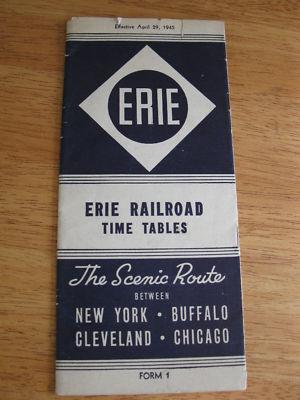 Effective April 29, 1945
ERIE
ERIE RAILROAD
TIME TABLES
The Scenic Route
BETWEEN
NEW YORK • BUFFALO
CLEVELAND • CHICAGO
FORM 1